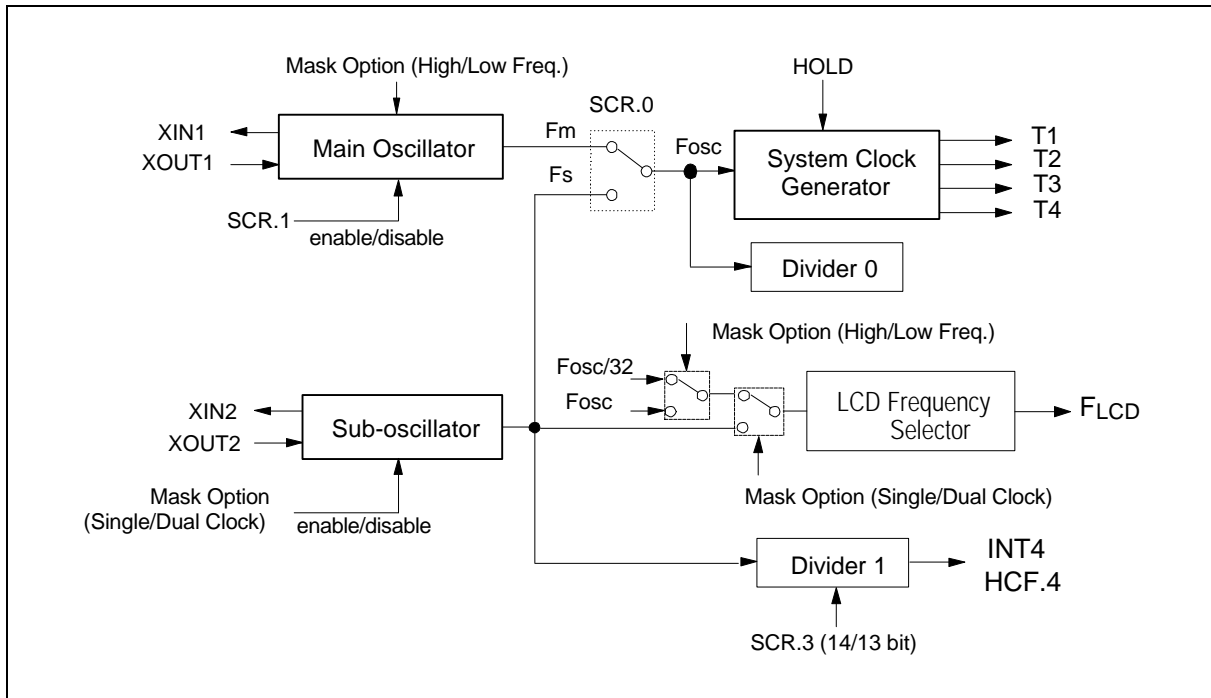 Mask Option (High/Low Freq.)
HOLD
SCR.0
XIN1
XOUT1
Main Oscillator
Fm
Fs
Fosc
System Clock
Generator
T1
T2
T3
T4
SCR.1
enable/disable
Divider 0
Mask Option (High/Low Freq.)
Fosc/32
Fosc
XIN2
XOUT2
Sub-oscillator
LCD Frequency
Selector
FLCD
Mask Option
(Single/Dual Clock)
enable/disable
Mask Option (Single/Dual Clock)
Divider 1
INT4
HCF.4
SCR.3 (14/13 bit)